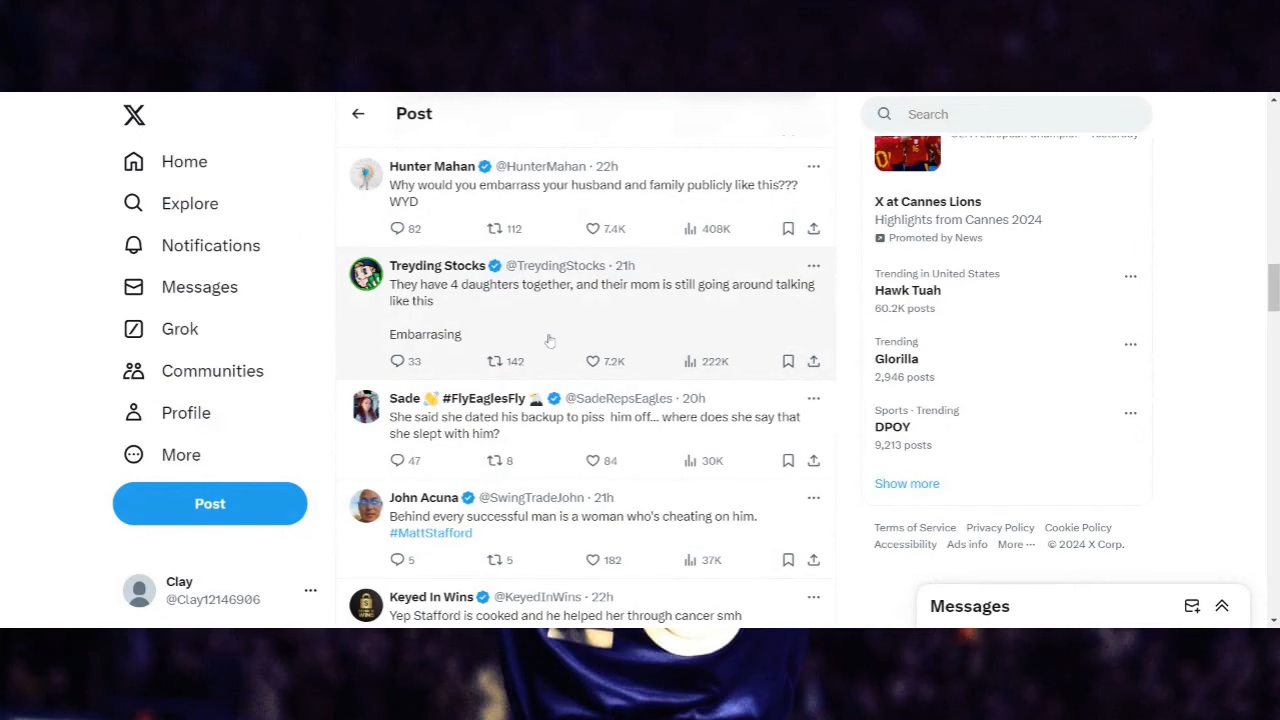 Post
Search
Home
Explore
Notifications
Messages
Grok
Communities
Profile
More
Post
Clay
@Clay12146906
Hunter Mahan @HunterMahan · 22h
Why would you embarrass your husband and family publicly like this???
WYD
82 112 7.4K 408K
Treyding Stocks @TreydingStocks · 21h
They have 4 daughters together, and their mom is still going around talking
like this
Embarrasing
33 142 7.2K 222K
Sade 👋 #FlyEaglesFly @SadeRepsEagles · 20h
She said she dated his backup to piss him off... where does she say that
she slept with him?
47 8 84 30K
John Acuna @SwingTradeJohn · 21h
Behind every successful man is a woman who's cheating on him.
#MattStafford
5 5 182 37K
Keyed In Wins @KeyedInWins · 22h
Yep Stafford is cooked and he helped her through cancer smh
X at Cannes Lions
Highlights from Cannes 2024
Promoted by News
Trending in United States
Hawk Tuah
60.2K posts
Trending
Glorilla
2,946 posts
Sports · Trending
DPOY
9,213 posts
Show more
Terms of Service Privacy Policy Cookie Policy
Accessibility Ads info More ··· © 2024 X Corp.
Messages